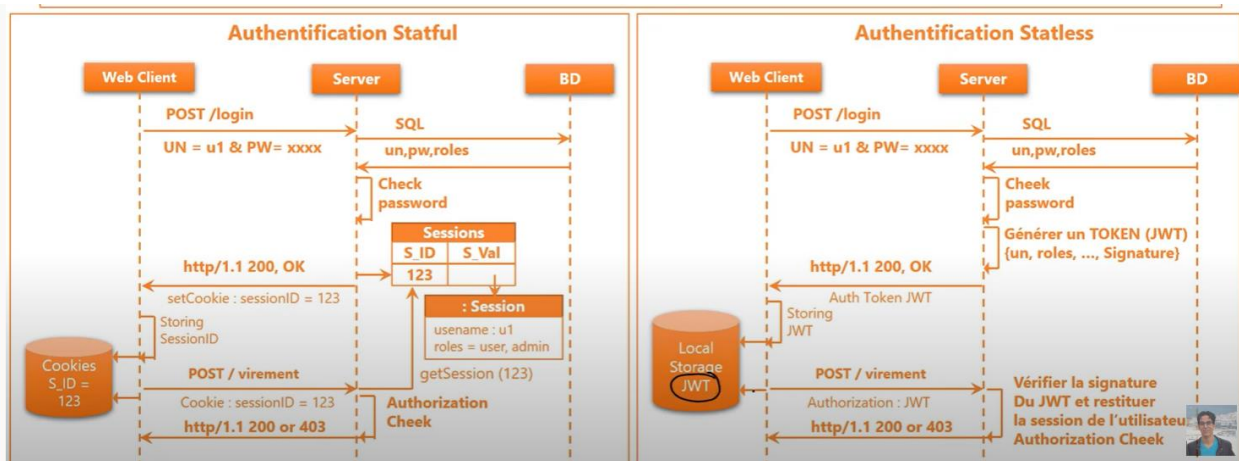 Authentification Statful
Web Client
Server
BD
POST /login
UN = u1 & PW= xxxx
SQL
un,pw,roles
Check
password
Sessions
S_ID
S_Val
123
http/1.1 200, OK
setCookie : sessionID = 123
: Session
usename : u1
roles = user, admin
Storing
SessionID
Cookies
S_ID =
123
POST / virement
getSession (123)
Cookie : sessionID = 123
Authorization
Cheek
http/1.1 200 or 403
Authentification Statless
Web Client
Server
BD
POST /login
UN = u1 & PW= xxxx
SQL
un,pw,roles
Cheek
password
Générer un TOKEN (JWT)
{un, roles, ..., Signature}
http/1.1 200, OK
Auth Token JWT
Storing
JWT
Local
Storage
JWT
POST / virement
Authorization : JWT
http/1.1 200 or 403
Vérifier la signature
Du JWT et restituer
la session de l'utilisateur
Authorization Cheek